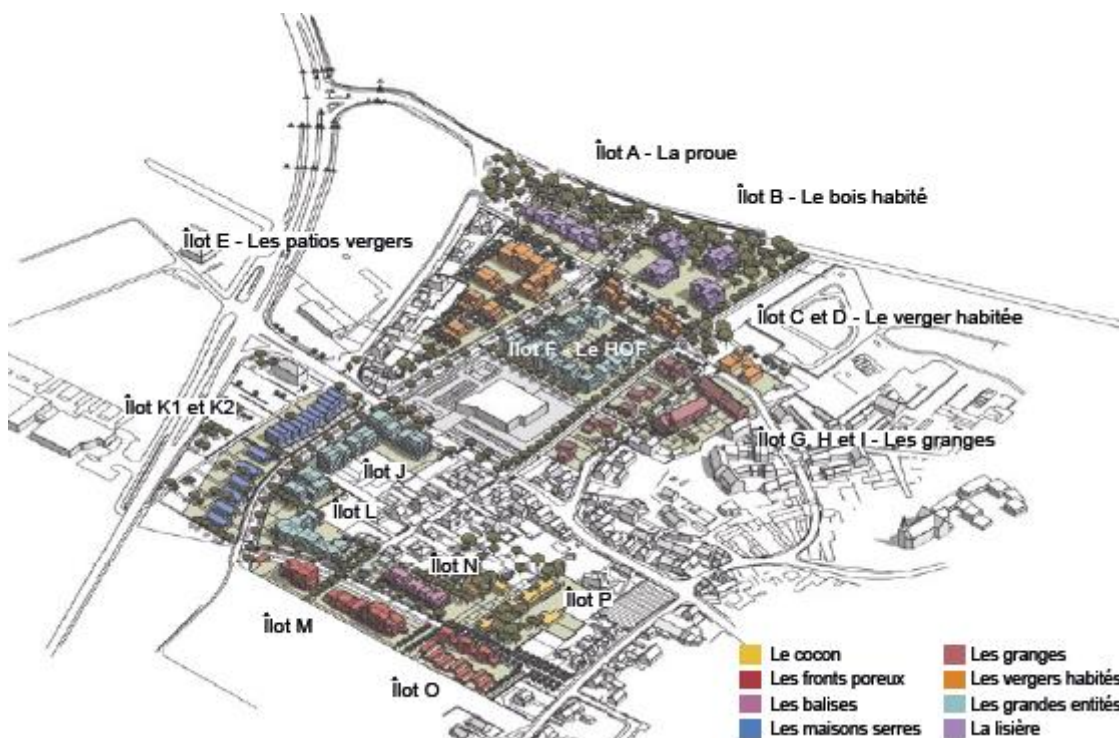 Îlot A - La proue
Îlot B - Le bois habité
Îlot E - Les patios vergers
Îlot C et D - Le verger habitée
Îlot F - Le HOF
Îlot K1 et K2
Îlot G, H et I - Les granges
Îlot J
Îlot L
Îlot N
Îlot P
Îlot M
Îlot O
Le cocon
Les fronts poreux
Les balises
Les maisons serres
Les granges
Les vergers habités
Les grandes entités
La lisière